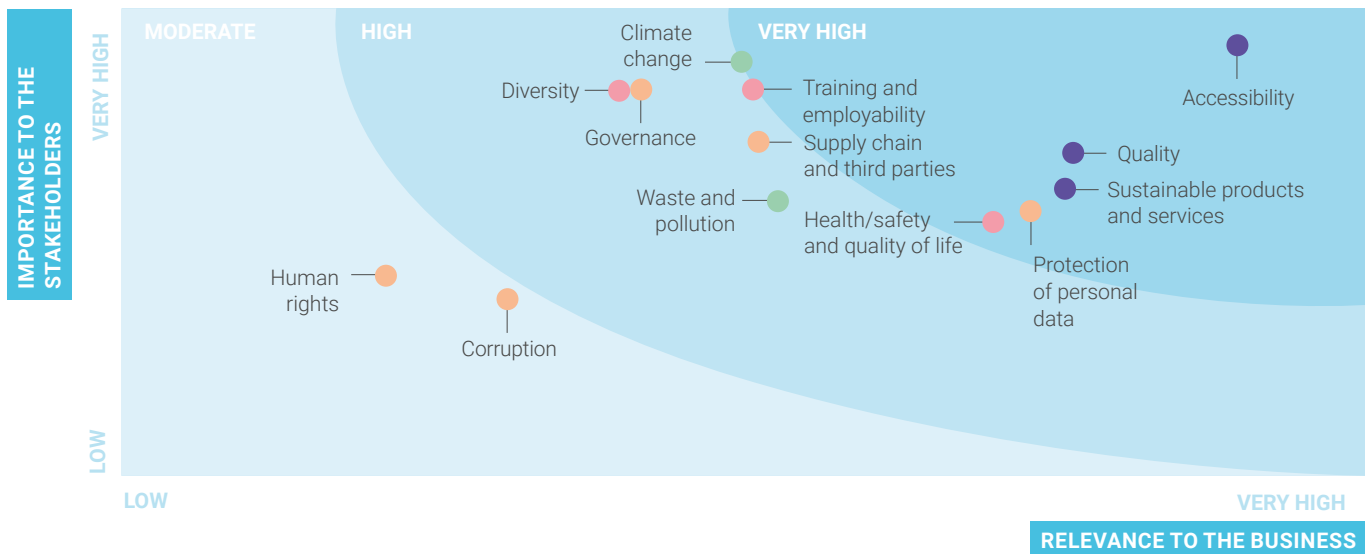 IMPORTANCE TO THE
STAKEHOLDERS
VERY HIGH
LOW
MODERATE
HIGH
VERY HIGH
Climate
change
Diversity
Governance
Training and
employability
Supply chain
and third parties
Waste and
pollution
Health/safety
and quality of life
Accessibility
Quality
Sustainable products
and services
Protection
of personal
data
Human
rights
Corruption
LOW
VERY HIGH
RELEVANCE TO THE BUSINESS